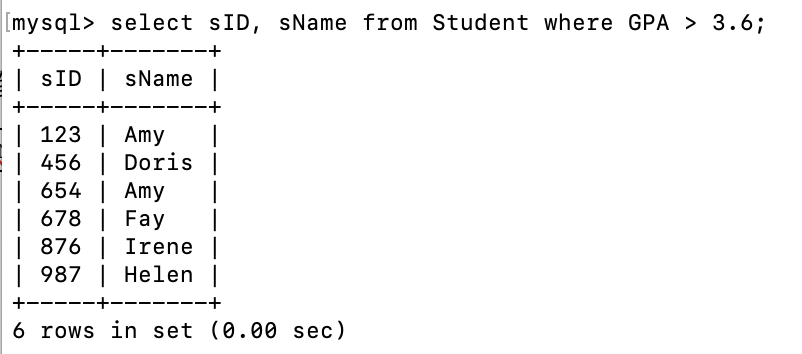 [mysql> select sID, sName from Student where GPA > 3.6;
+-----+-------+
| sID | sName |
+-----+-------+
| 123 | Amy   |
| 456 | Doris |
| 654 | Amy   |
| 678 | Fay   |
| 876 | Irene |
| 987 | Helen |
+-----+-------+
6 rows in set (0.00 sec)